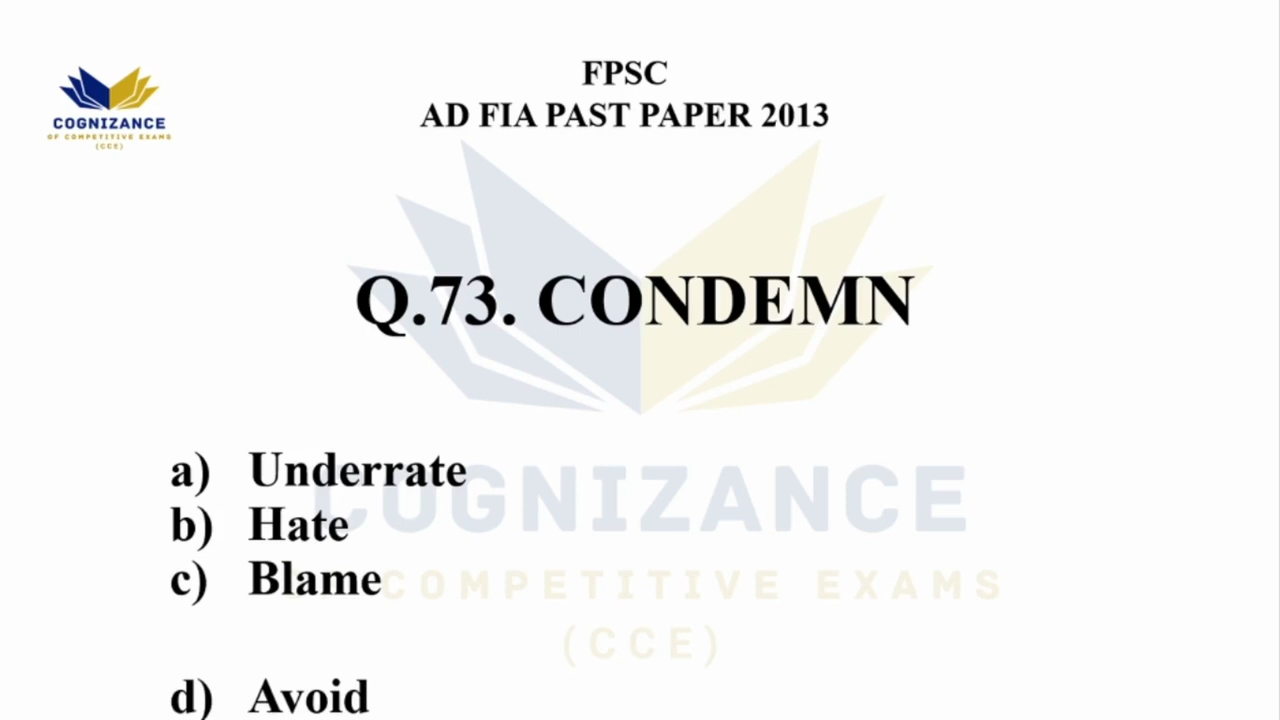 FPSC
AD FIA PAST PAPER 2013
COGNIZANCE
OF COMPETITIVE EXAMS
(CCE)
Q.73. CONDEMN
a) Underrate
b) Hate
c) Blame
d) Avoid
COGNIZANCE
COMPETITIVE EXAMS
(CCE)